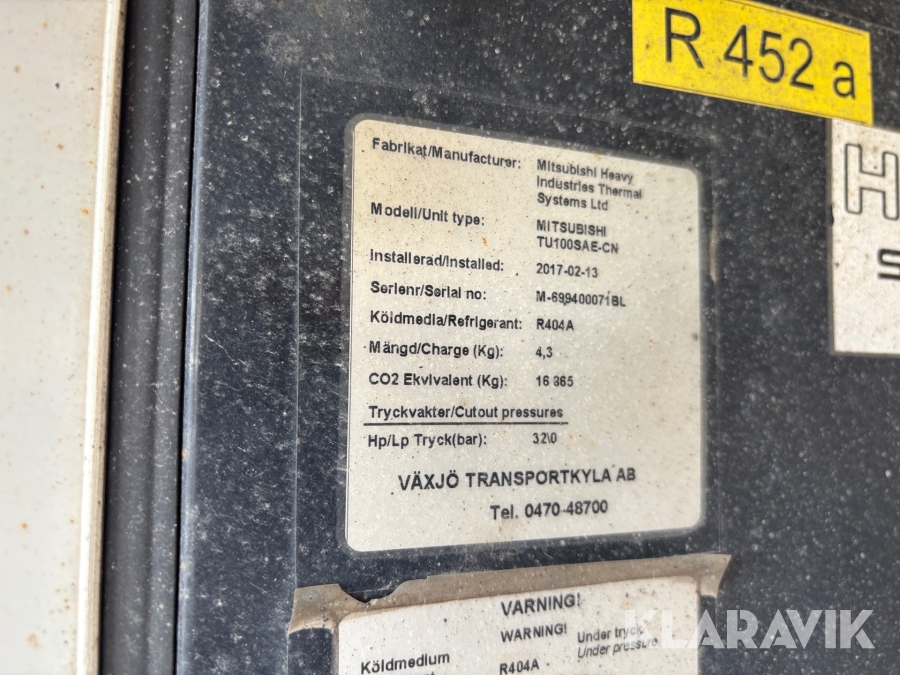 R 452 a
H
S
Fabrikat/Manufacturer: Mitsubishi Heavy
Industries Thermal
Systems Ltd
Modell/Unit type: MITSUBISHI
TU100SAE-CN
Installerad/Installed: 2017-02-13
Serienr/Serial no: M-699400071BL
Köldmedia/Refrigerant: R404A
Mängd/Charge (Kg): 4,3
CO2 Ekvivalent (Kg): 16 865
Tryckvakter/Cutout pressures
Hp/Lp Tryck(bar): 32\0
VÄXJÖ TRANSPORTKYLA AB
Tel. 0470-48700
VARNING!
WARNING! Under tryck
Under pressure
Köldmedium R404A
KLARAVIK